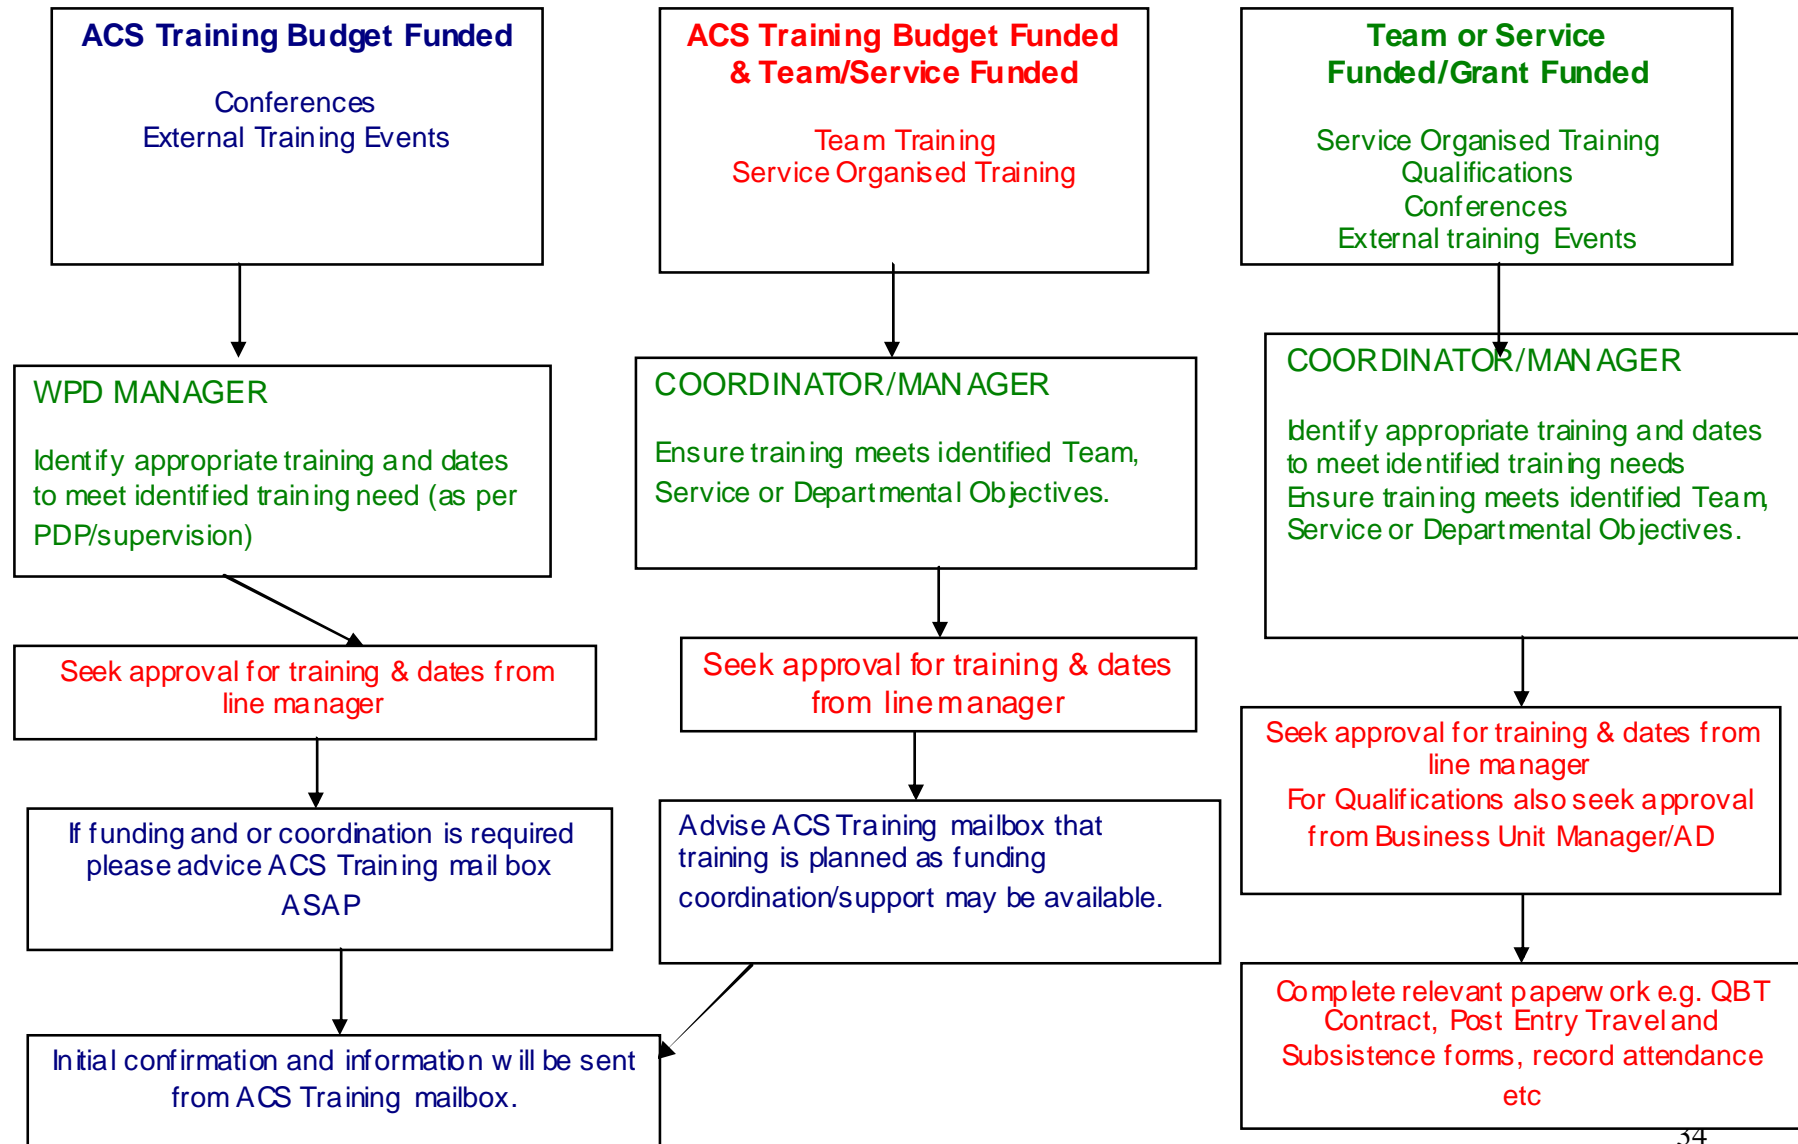 ACS Training Budget Funded
Conferences
External Training Events
ACS Training Budget Funded
& Team/Service Funded
Team Training
Service Organised Training
Team or Service
Funded/Grant Funded
Service Organised Training
Qualifications
Conferences
External training Events
WPD MANAGER
Identify appropriate training and dates
to meet identified training need (as per
PDP/supervision)
COORDINATOR/MANAGER
Ensure training meets identified Team,
Service or Departmental Objectives.
COORDINATOR/MANAGER
Identify appropriate training and dates
to meet identified training needs
Ensure training meets identified Team,
Service or Departmental Objectives.
Seek approval for training & dates from
line manager
Seek approval for training & dates
from line manager
Seek approval for training & dates from
line manager
For Qualifications also seek approval
from Business Unit Manager/AD
If funding and or coordination is required
please advice ACS Training mail box
ASAP
Advise ACS Training mailbox that
training is planned as funding
coordination/support may be available.
Initial confirmation and information will be sent
from ACS Training mailbox.
Complete relevant paperwork e.g. QBT
Contract, Post Entry Travel and
Subsistence forms, record attendance
etc
34